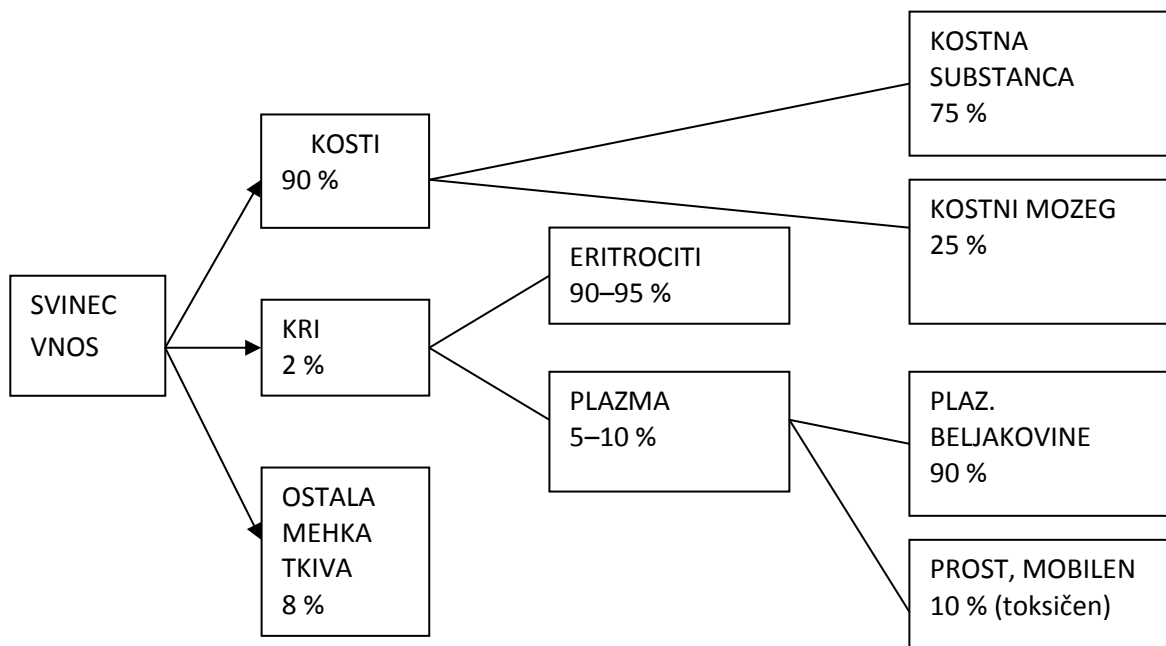 SVINEC
VNOS
KOSTI
90 %
KRI
2 %
OSTALA
MEHKA
TKIVA
8 %
ERITROCITI
90–95 %
PLAZMA
5–10 %
KOSTNA
SUBSTANCA
75 %
KOSTNI MOZEG
25 %
PLAZ.
BELJAKOVINE
90 %
PROST, MOBILEN
10 % (toksičen)